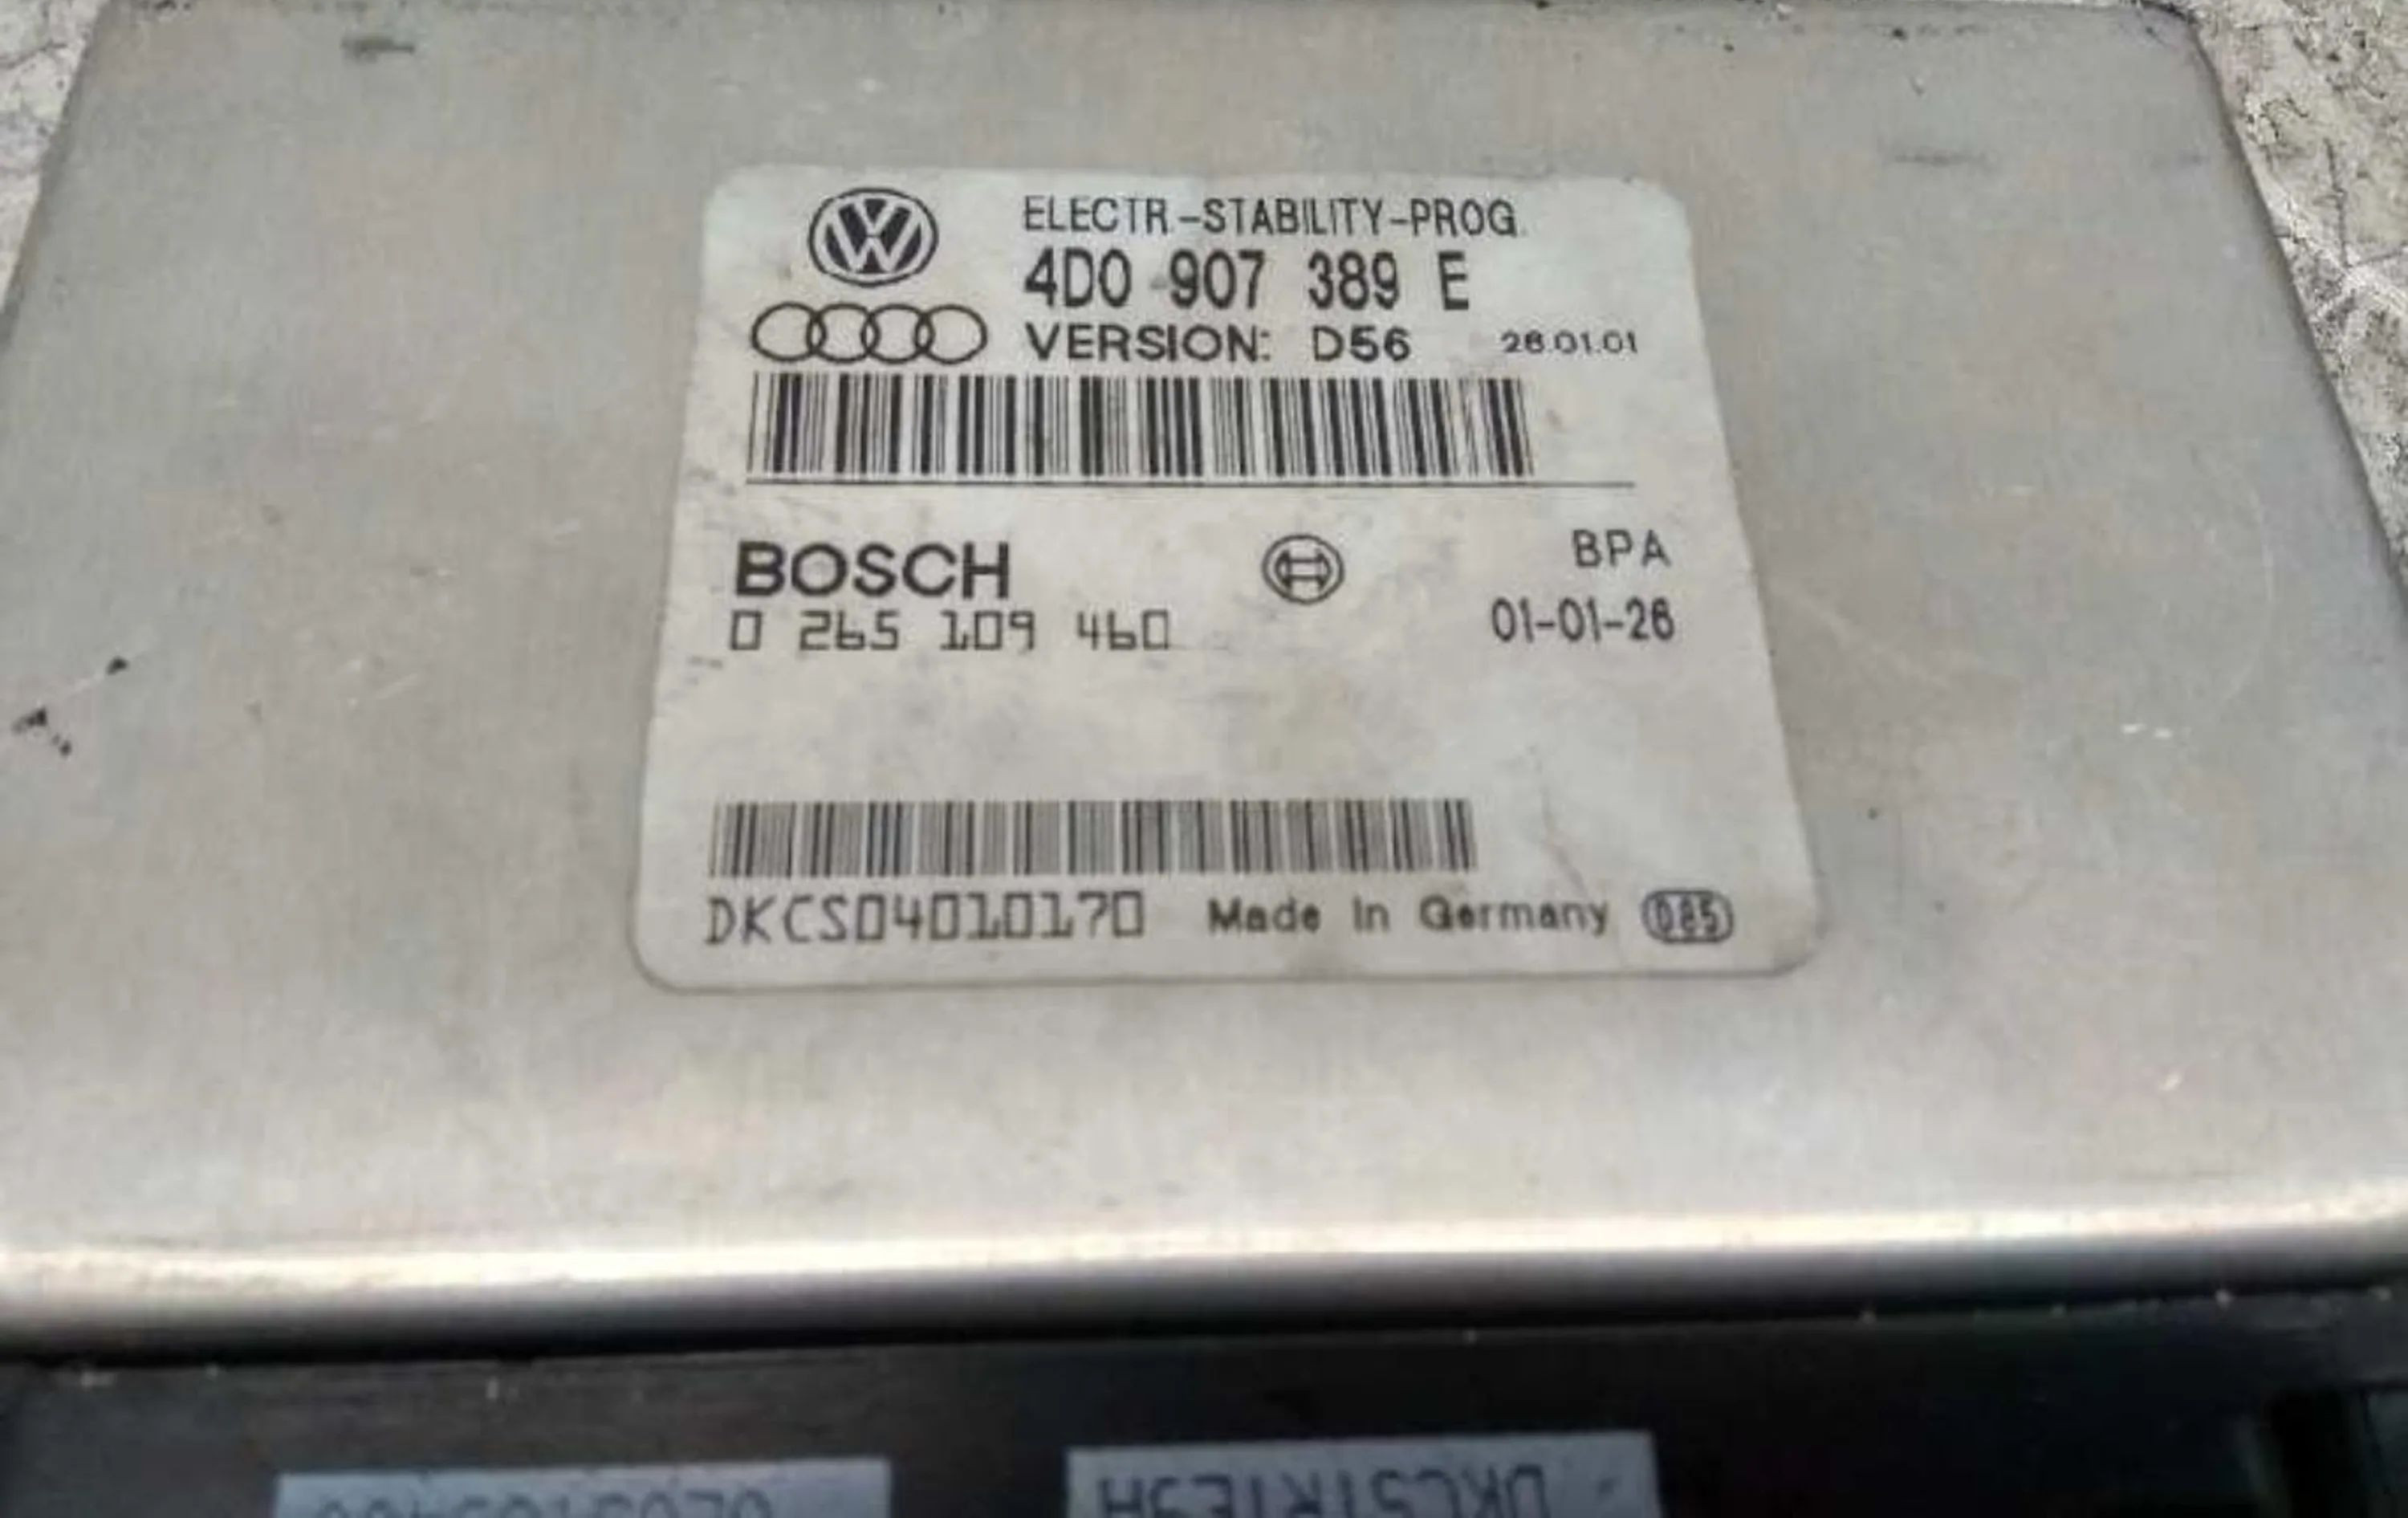 ELECTR.-STABILITY-PROG.
4D0 907 389 E
VERSION: D56 26.01.01
BOSCH BPA
0 265 109 460 01-01-26
DKCS04010170 Made in Germany 085